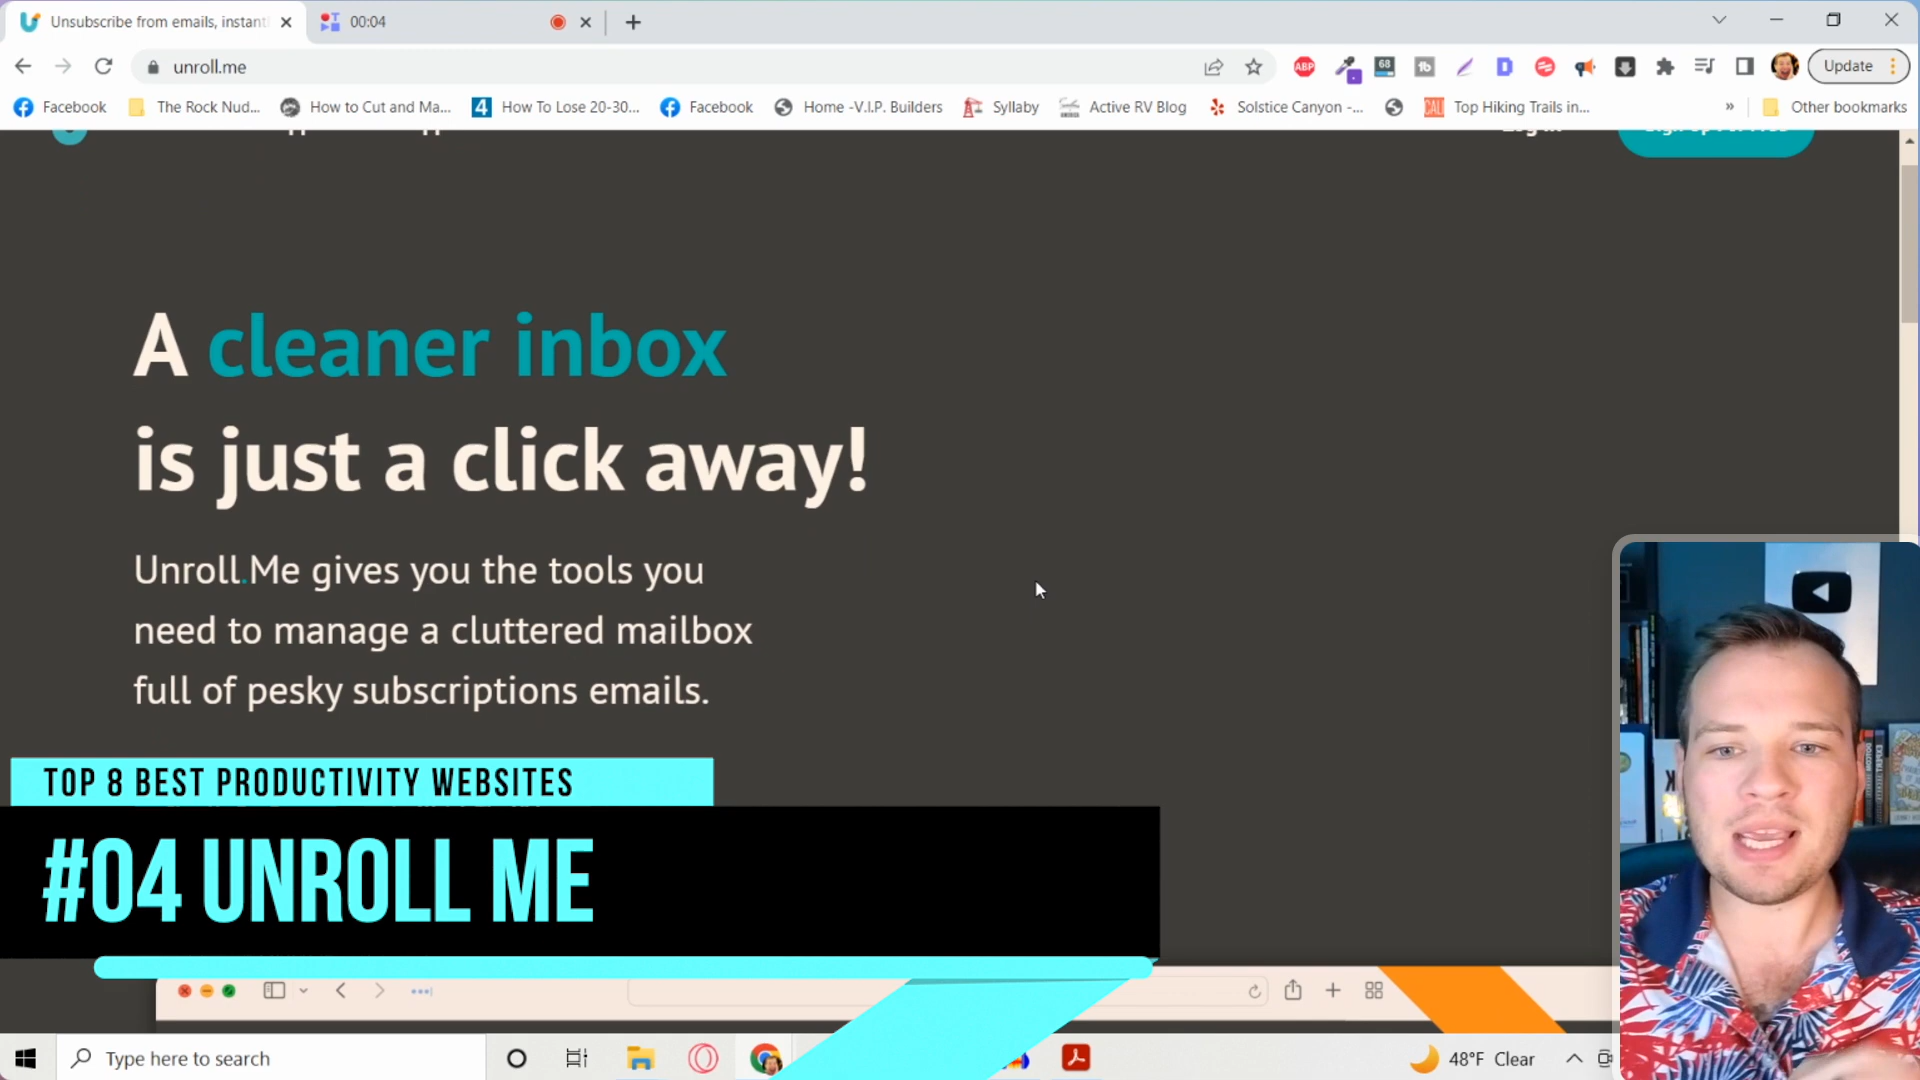 Unsubscribe from emails, instant
00:04
unroll.me
ABP
68
Update
Facebook
The Rock Nud...
How to Cut and Ma...
How To Lose 20-30...
Facebook
Home -V.I.P. Builders
Syllaby
Active RV Blog
Solstice Canyon -...
Top Hiking Trails in...
»
Other bookmarks
A cleaner inbox
is just a click away!
Unroll.Me gives you the tools you
need to manage a cluttered mailbox
full of pesky subscriptions emails.
TOP 8 BEST PRODUCTIVITY WEBSITES
#04 UNROLL ME
Type here to search
48°F Clear